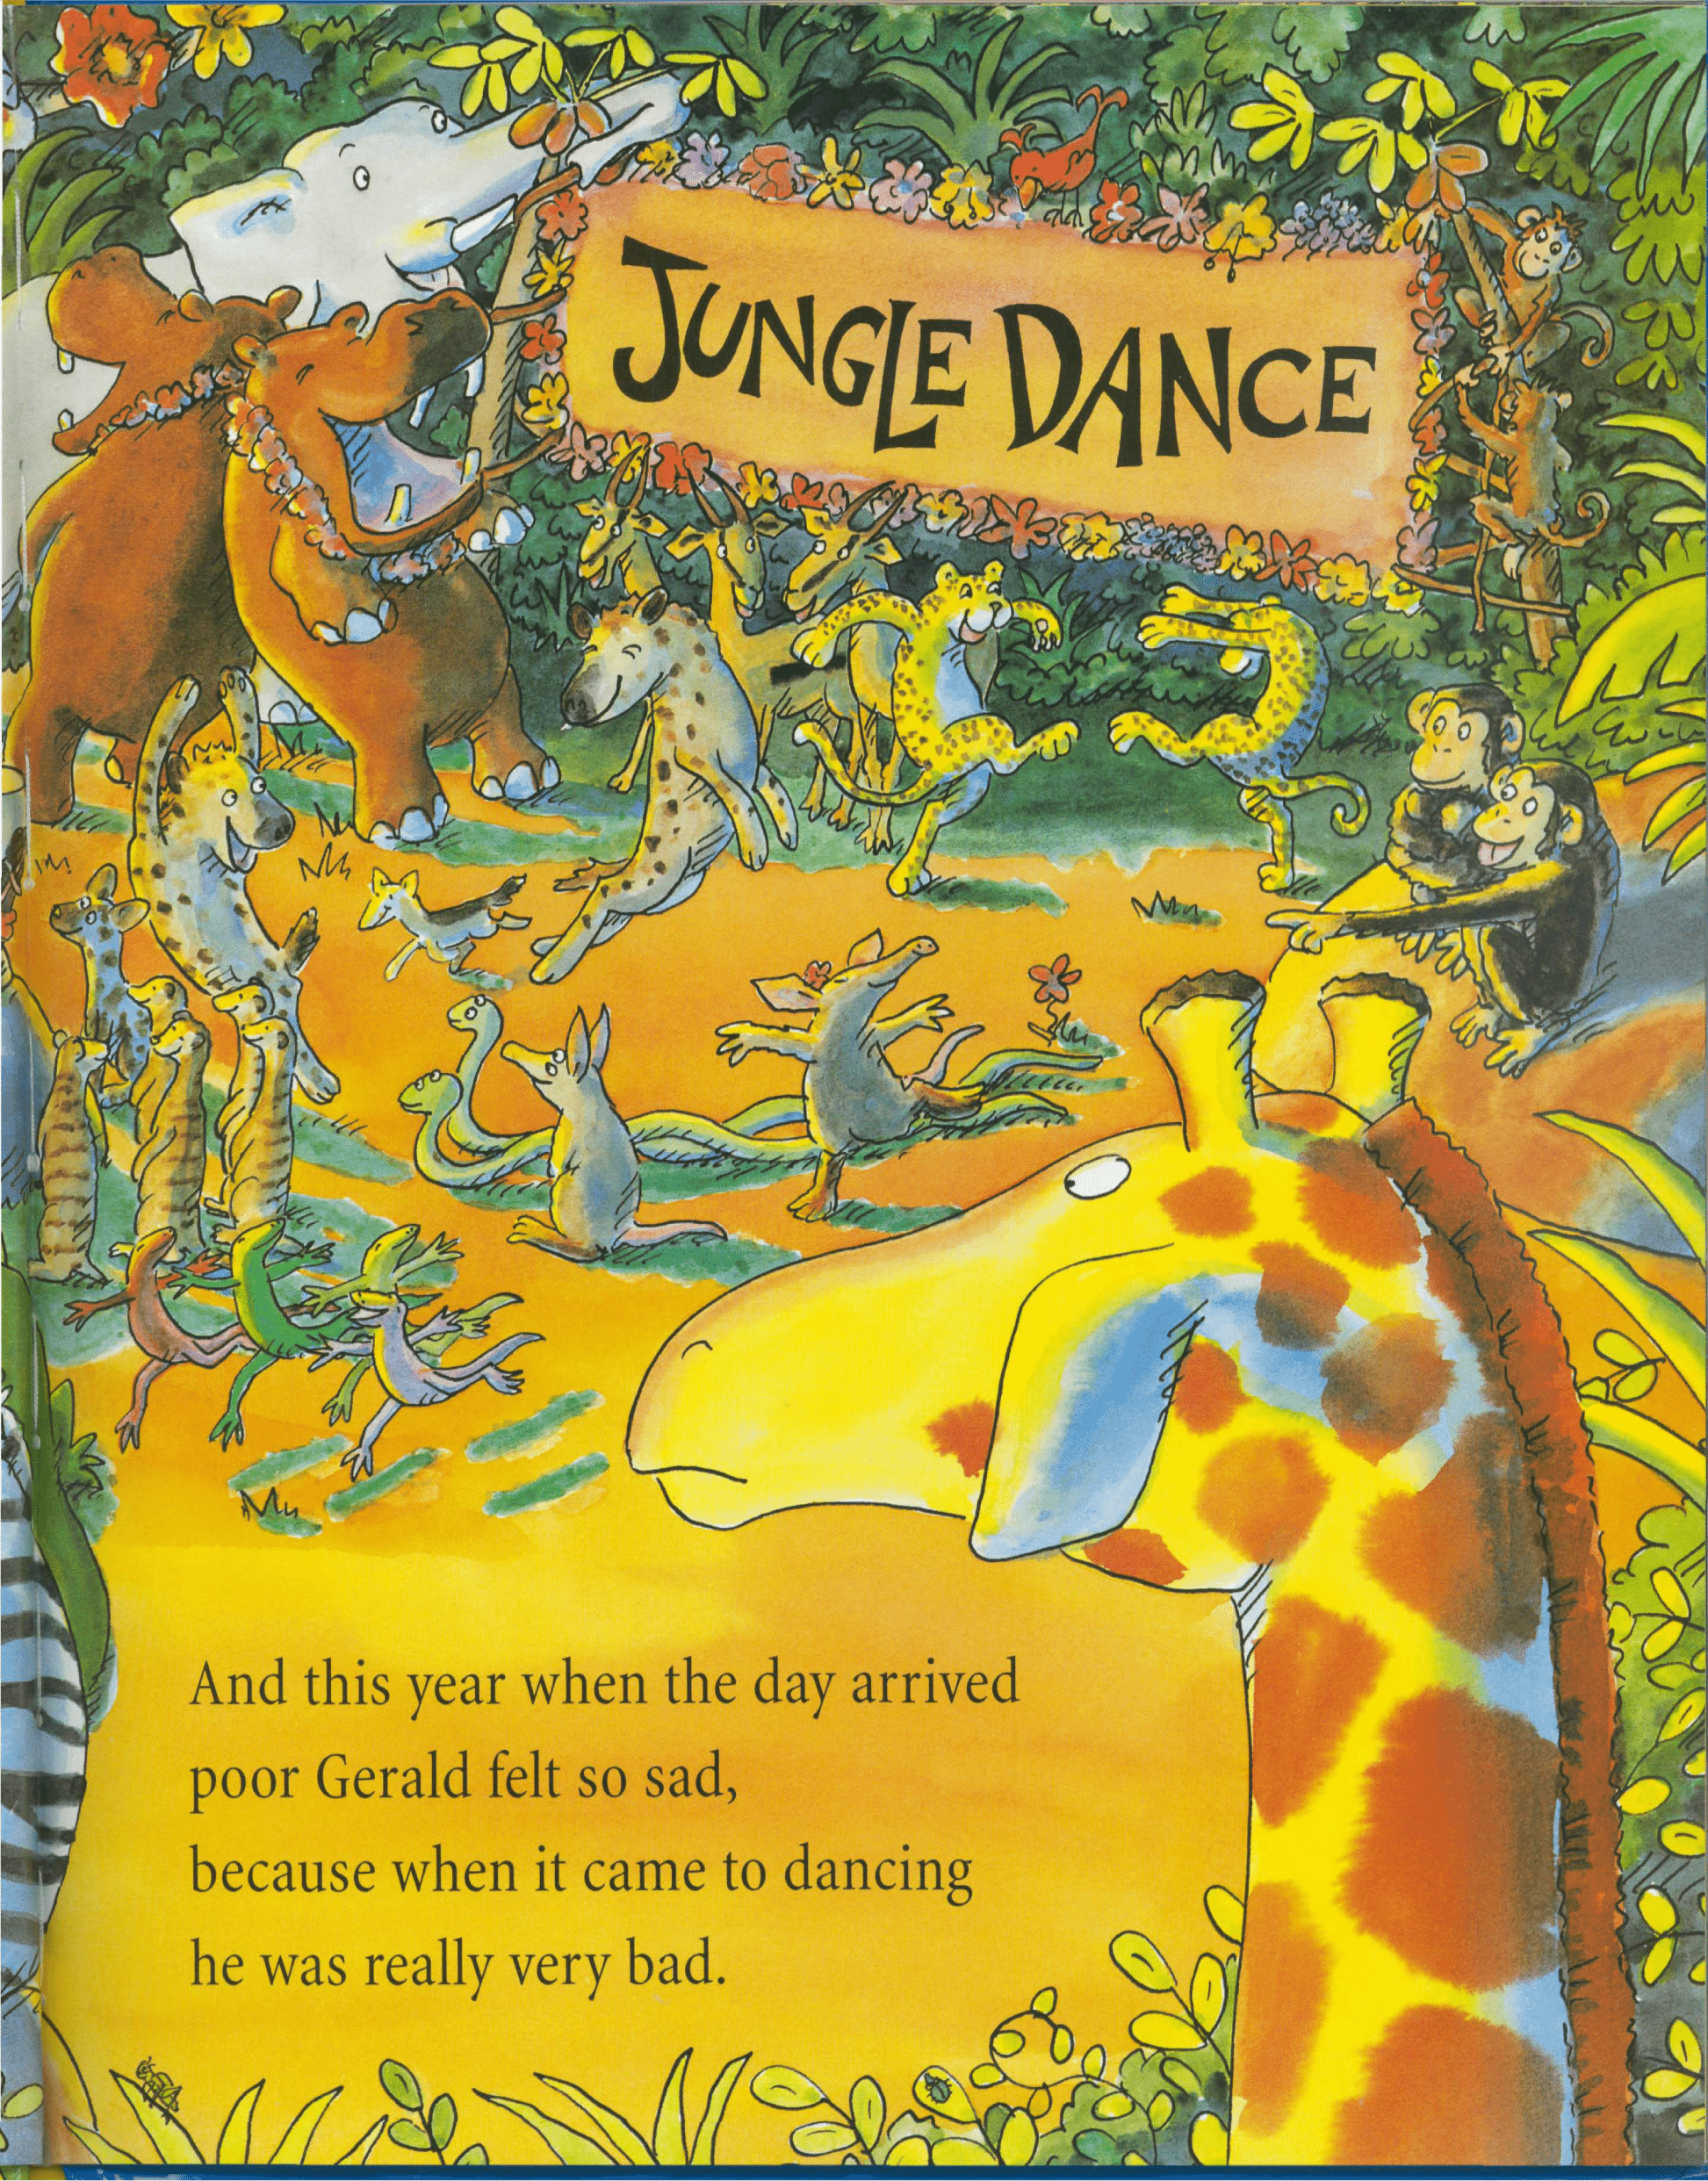 JUNGLE DANCE
And this year when the day arrived
poor Gerald felt so sad,
because when it came to dancing
he was really very bad.